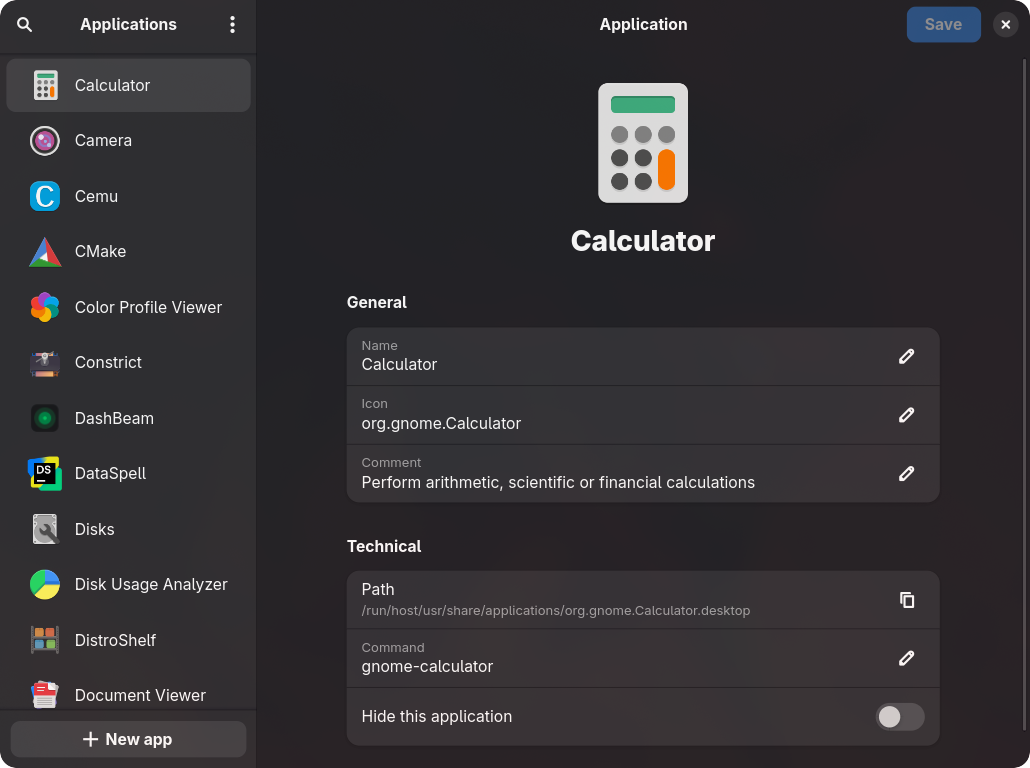 Applications
Calculator
Camera
Cemu
CMake
Color Profile Viewer
Constrict
DashBeam
DataSpell
Disks
Disk Usage Analyzer
DistroShelf
Document Viewer
New app
Application
Save
Calculator
General
Name
Calculator
Icon
org.gnome.Calculator
Comment
Perform arithmetic, scientific or financial calculations
Technical
Path
/run/host/usr/share/applications/org.gnome.Calculator.desktop
Command
gnome-calculator
Hide this application
C
DS